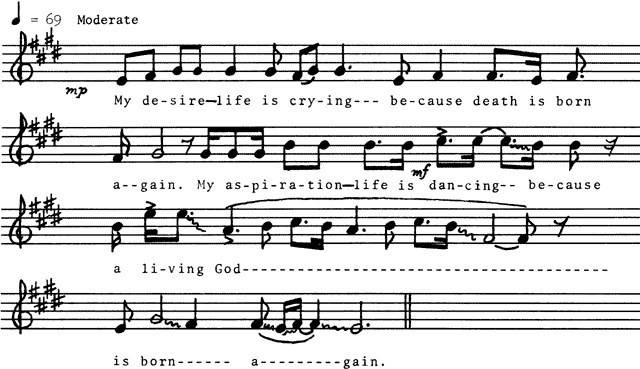 ♩ = 69 Moderate
mp
My de-sire—life is cry-ing--- be-cause death is born
mf
a--gain. My as-pi-ra-tion—life is dan-cing-- be-cause
a li-ving God-------------------------------------
is born------ a---------gain.